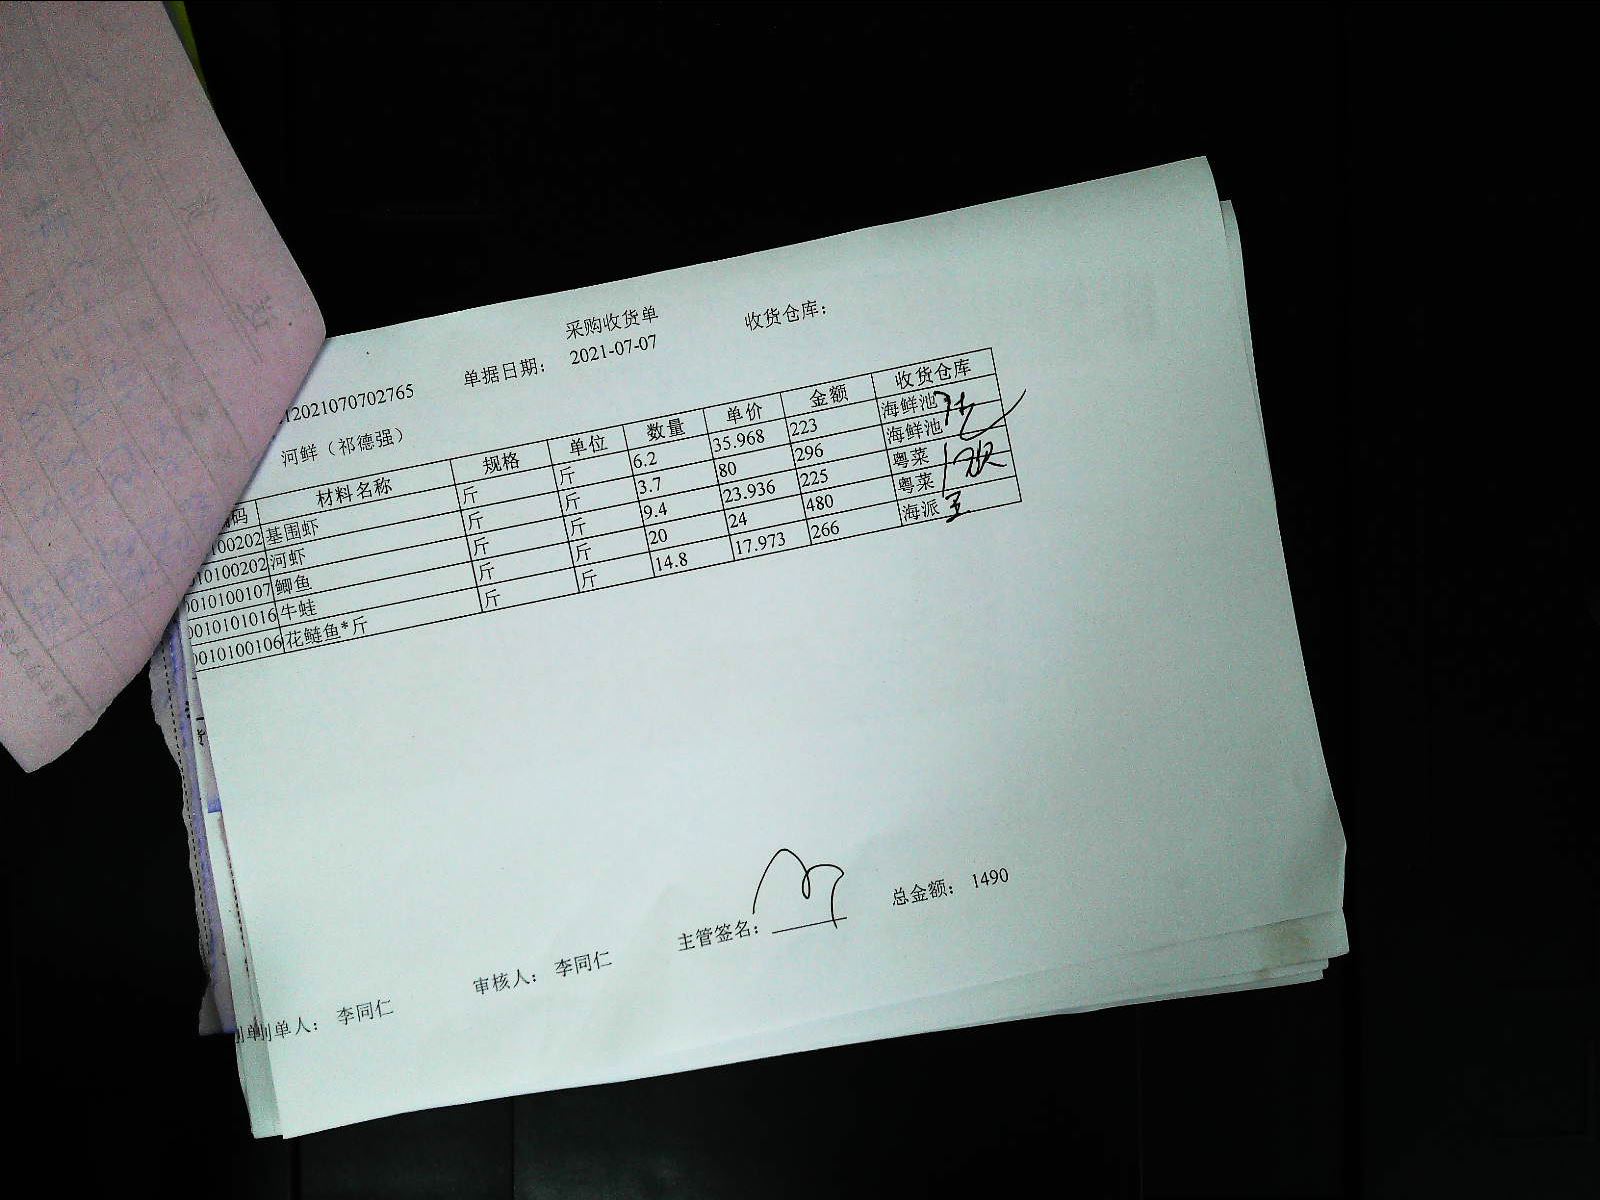 采购收货单
12021070702765 单据日期： 2021-07-07 收货仓库：
河鲜（祁德强）
码 材料名称 规格 单位 数量 单价 金额 收货仓库
100202 基围虾 斤 斤 6.2 35.968 223 海鲜池
010100202 河虾 斤 斤 3.7 80 296 海鲜池
0010100107 鲫鱼 斤 斤 9.4 23.936 225 粤菜
0010101016 牛蛙 斤 斤 20 24 480 粤菜
0010100106 花鲢鱼*斤 斤 斤 14.8 17.973 266 海派
制单人： 李同仁 审核人： 李同仁 主管签名： 总金额： 1490